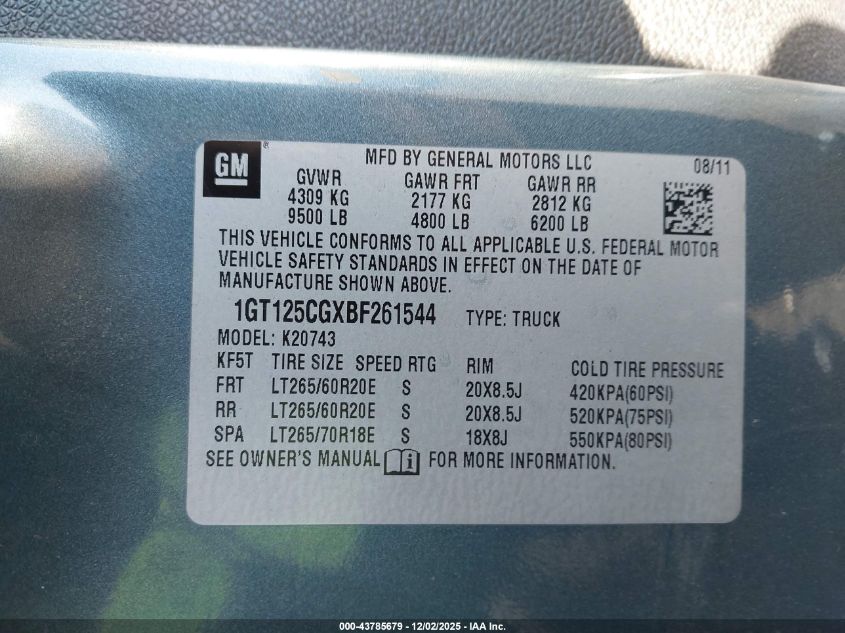 GM ® MFD BY GENERAL MOTORS LLC 08/11
GVWR GAWR FRT GAWR RR
4309 KG 2177 KG 2812 KG
9500 LB 4800 LB 6200 LB
THIS VEHICLE CONFORMS TO ALL APPLICABLE U.S. FEDERAL MOTOR
VEHICLE SAFETY STANDARDS IN EFFECT ON THE DATE OF
MANUFACTURE SHOWN ABOVE.
1GT125CGXBF261544 TYPE: TRUCK
MODEL: K20743
KF5T TIRE SIZE SPEED RTG RIM COLD TIRE PRESSURE
FRT LT265/60R20E S 20X8.5J 420KPA(60PSI)
RR LT265/60R20E S 20X8.5J 520KPA(75PSI)
SPA LT265/70R18E S 18X8J 550KPA(80PSI)
SEE OWNER'S MANUAL i FOR MORE INFORMATION.
000-43785679 - 12/02/2025 - IAA Inc.